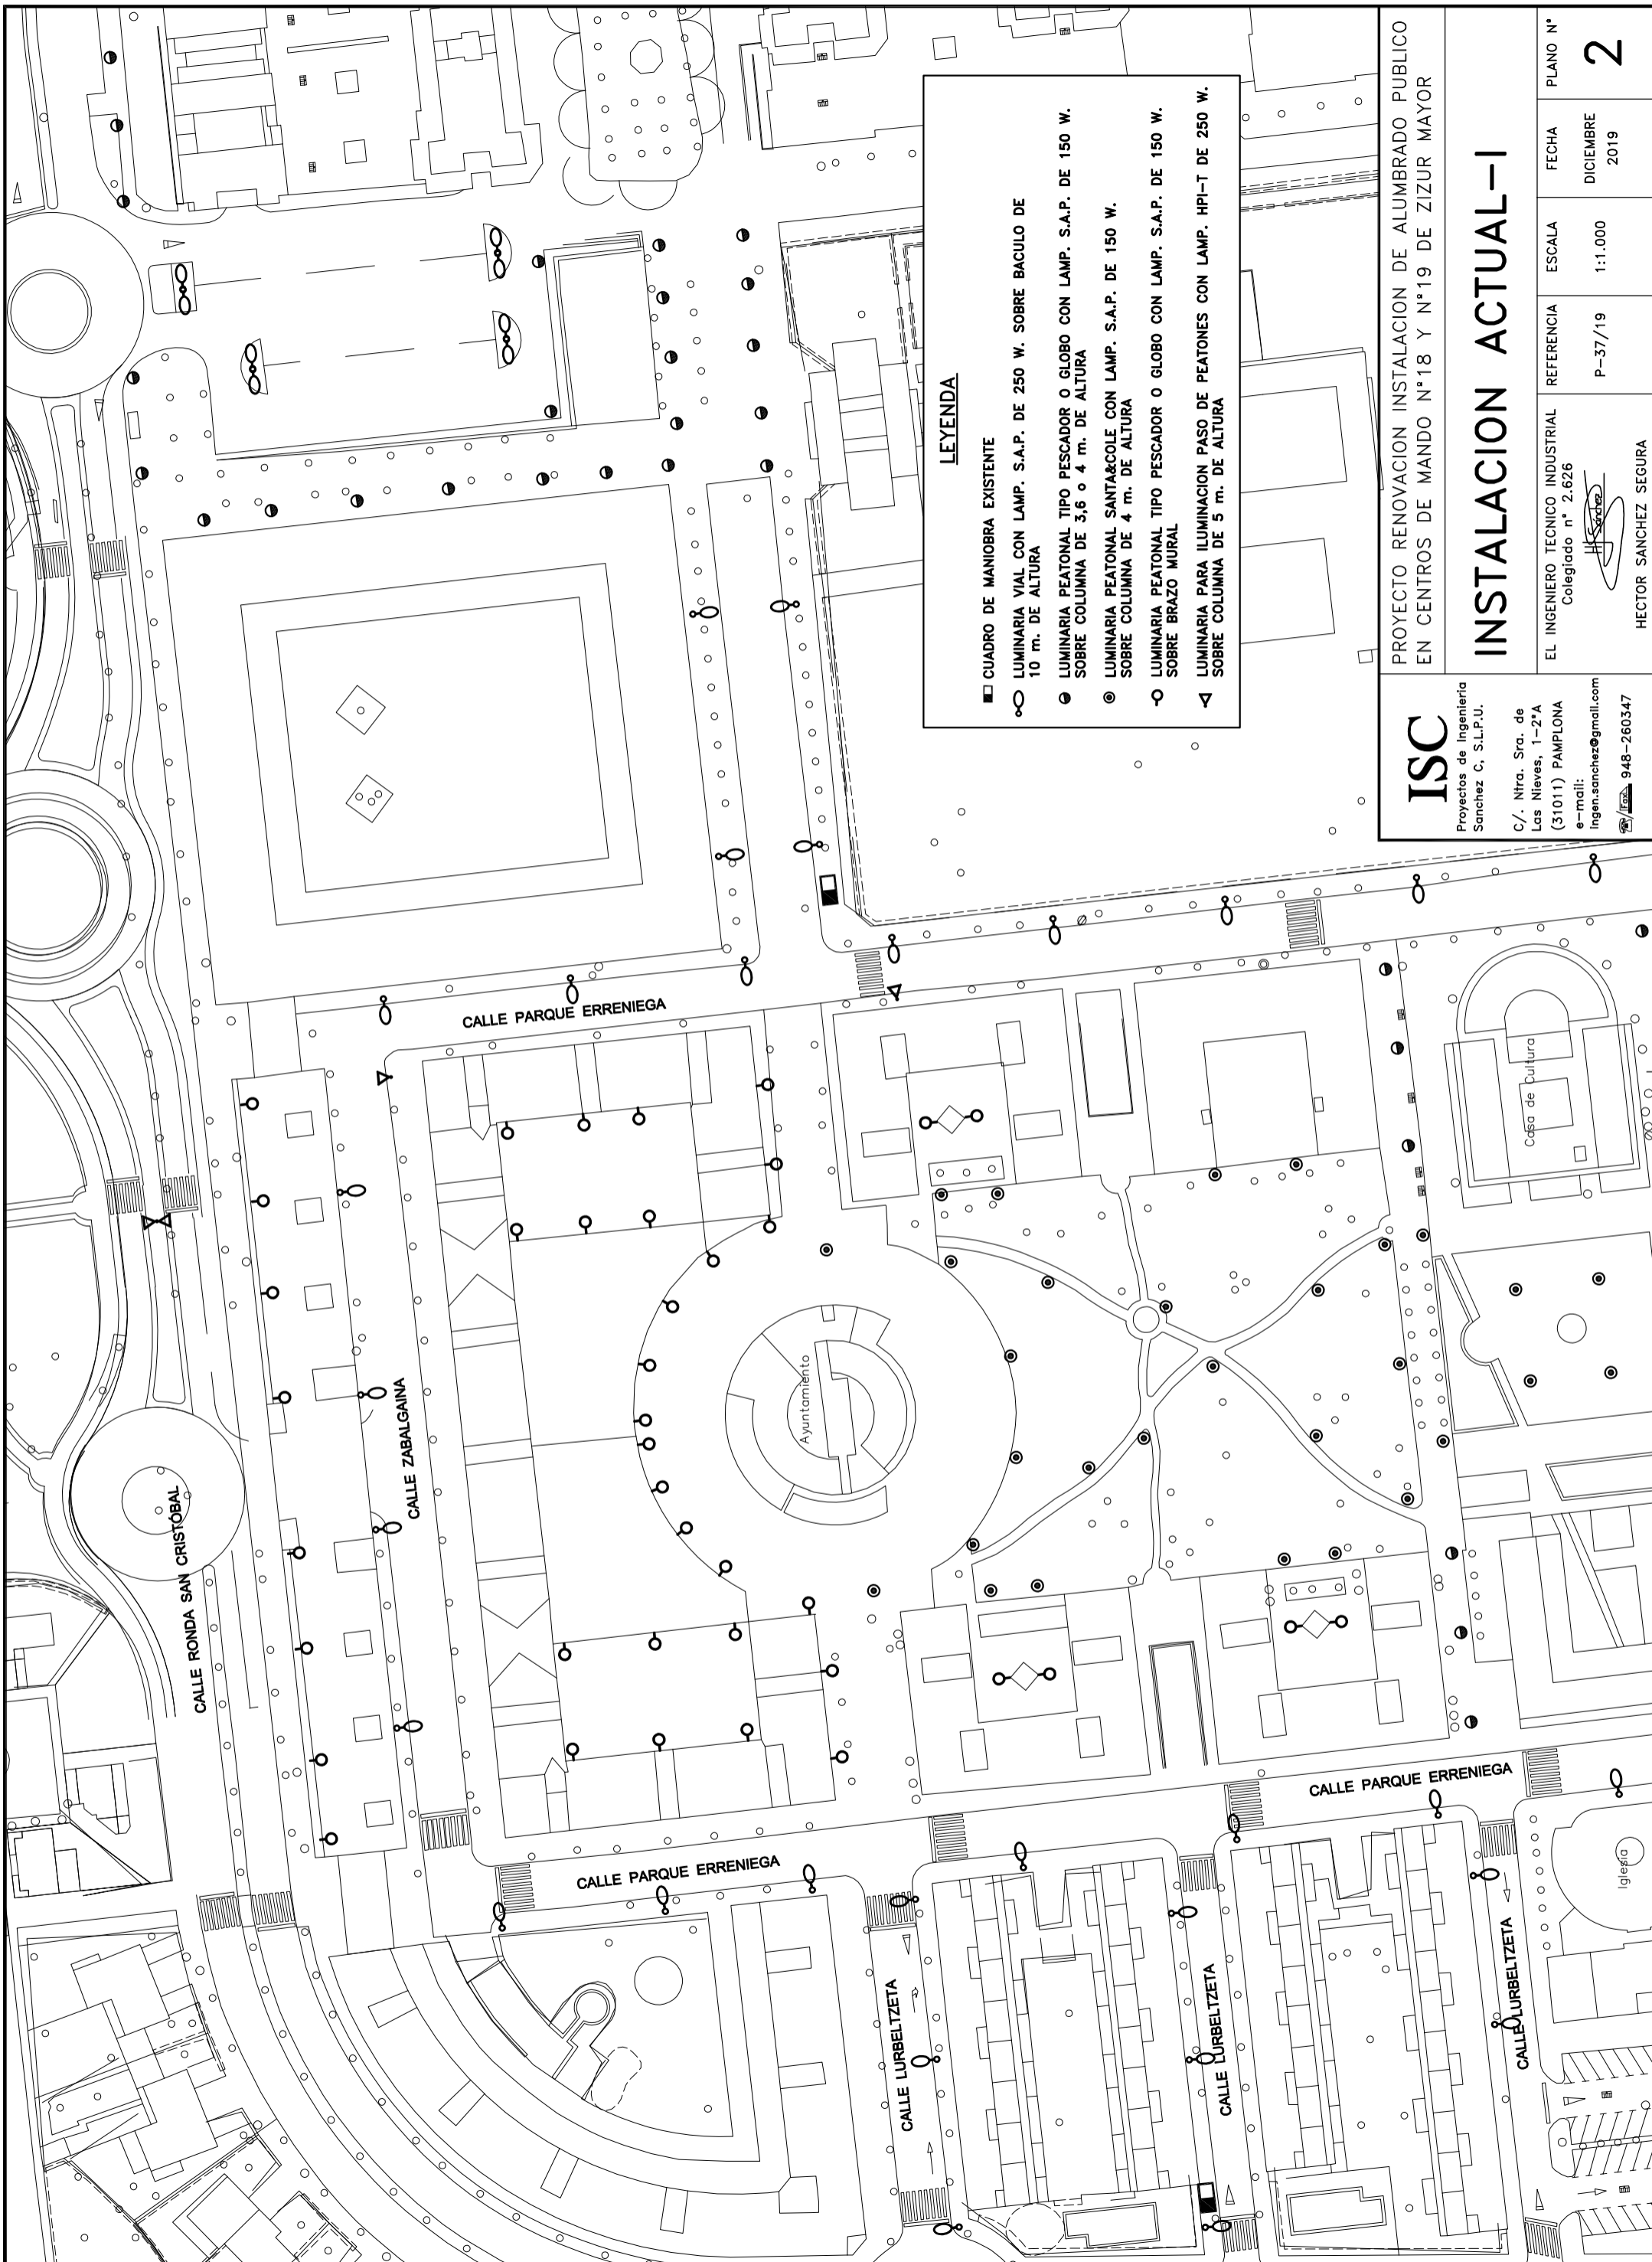 CALLE RONDA SAN CRISTÓBAL
CALLE ZABALGAINA
CALLE PARQUE ERRENIEGA
CALLE PARQUE ERRENIEGA
CALLE PARQUE ERRENIEGA
CALLE LURBELTZETA
CALLE LURBELTZETA
CALLE LURBELTZETA
Ayuntamiento
Casa de Cultura
Iglesia
LEYENDA
CUADRO DE MANIOBRA EXISTENTE
LUMINARIA VIAL CON LAMP. S.A.P. DE 250 W. SOBRE BACULO DE
10 m. DE ALTURA
LUMINARIA PEATONAL TIPO PESCADOR O GLOBO CON LAMP. S.A.P. DE 150 W.
SOBRE COLUMNA DE 3,6 o 4 m. DE ALTURA
LUMINARIA PEATONAL SANTA&COLE CON LAMP. S.A.P. DE 150 W.
SOBRE COLUMNA DE 4 m. DE ALTURA
LUMINARIA PEATONAL TIPO PESCADOR O GLOBO CON LAMP. S.A.P. DE 150 W.
SOBRE BRAZO MURAL
LUMINARIA PARA ILUMINACION PASO DE PEATONES CON LAMP. HPI-T DE 250 W.
SOBRE COLUMNA DE 5 m. DE ALTURA
ISC
Proyectos de Ingenieria
Sanchez C, S.L.P.U.
C/. Ntra. Sra. de
Las Nieves, 1-2ºA
(31011) PAMPLONA
e-mail:
ingen.sanchez@gmail.com
948-260347
PROYECTO RENOVACION INSTALACION DE ALUMBRADO PUBLICO
EN CENTROS DE MANDO Nº18 Y Nº19 DE ZIZUR MAYOR
INSTALACION ACTUAL-I
EL INGENIERO TECNICO INDUSTRIAL
Colegiado nº 2.626
HECTOR SANCHEZ SEGURA
REFERENCIA
P-37/19
ESCALA
1:1.000
FECHA
DICIEMBRE
2019
PLANO Nº
2